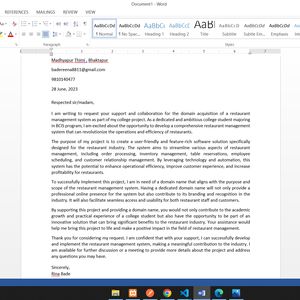 Document1 - Word
REFERENCES MAILINGS REVIEW VIEW
AaBbCcDc AaBbCcDc AaBbCc AaBbCcD AaBl AaBbCcC AaBbCcDd AaBbCcDd
¶ Normal ¶ No Spac... Heading 1 Heading 2 Title Subtitle Subtle Em... Emphasis
Paragraph Styles
Madhyapur Thimi , Bhaktapur
badereena8811@gmail.com
9810140477
28 June, 2023
Respected sir/madam,
I am writing to request your support and collaboration for the domain acquisition of a restaurant
management system as part of my college project. As a dedicated and ambitious college student majoring
in BCIS program, I am excited about the opportunity to develop a comprehensive restaurant management
system that can revolutionize the operations and efficiency of restaurants.
The purpose of my project is to create a user-friendly and feature-rich software solution specifically
designed for the restaurant industry. The system aims to streamline various aspects of restaurant
management, including order processing, inventory management, table reservations, employee
scheduling, and customer relationship management. By leveraging technology and automation, this
system has the potential to enhance operational efficiency, improve customer experience, and increase
profitability for restaurants.
To successfully implement this project, I am in need of a domain name that aligns with the purpose and
scope of the restaurant management system. Having a dedicated domain name will not only provide a
professional online presence for the system but also contribute to its branding and recognition in the
industry. It will also facilitate seamless access and usability for both restaurant staff and customers.
By supporting this project and providing a domain name, you would not only contribute to the academic
growth and practical experience of a college student but also have the opportunity to be part of an
innovative solution that can bring significant benefits to the restaurant industry. Your assistance would
help me bring this project to life and make a positive impact in the field of restaurant management.
Thank you for considering my request. I am confident that with your support, I can successfully develop
and implement the restaurant management system, making a meaningful contribution to the industry. I
am available for further discussion or a meeting to provide more details about the project and address
any questions you may have.
Sincerely,
Rina Bade